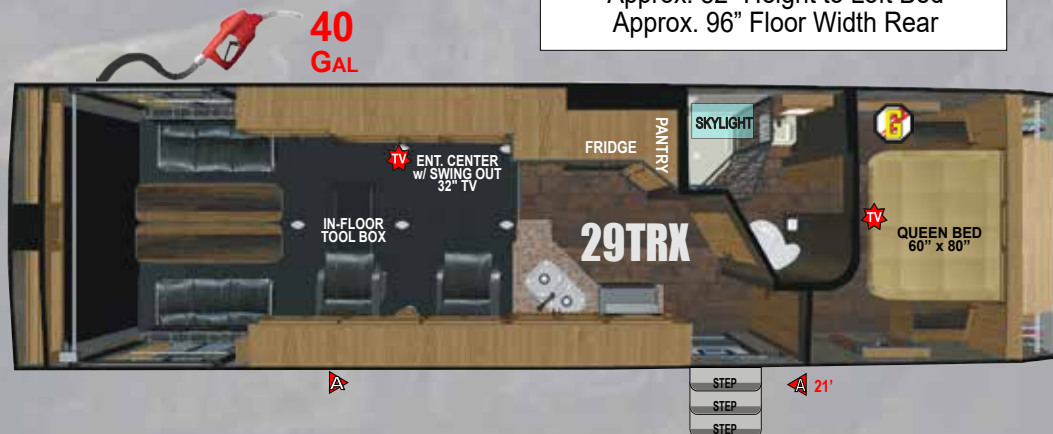 Approx. 96” Floor Width Rear
40
GAL
SKYLIGHT
G
PANTRY
FRIDGE
TV
ENT. CENTER
w/ SWING OUT
32" TV
IN-FLOOR
TOOL BOX
29TRX
TV
QUEEN BED
60” x 80”
A
A 21'
STEP
STEP
STEP